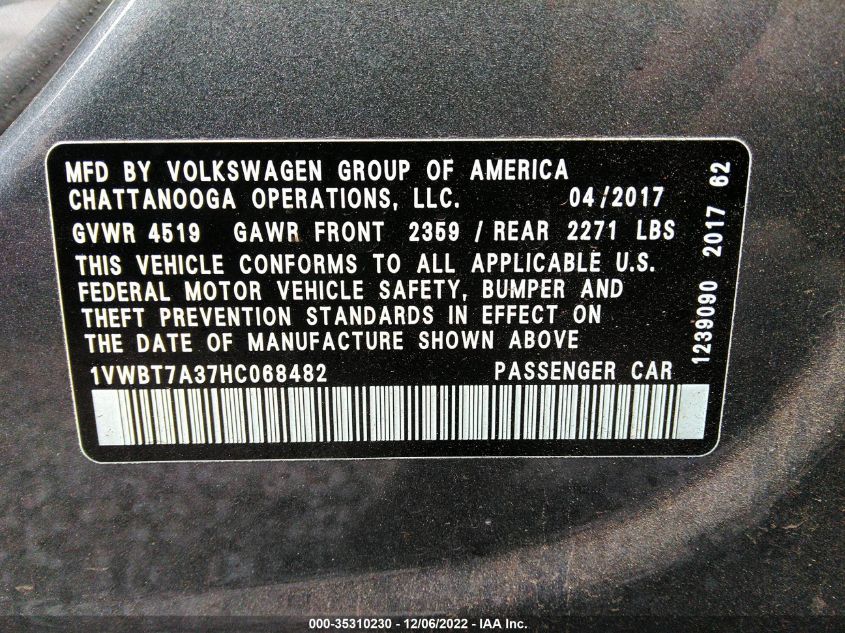 MFD BY VOLKSWAGEN GROUP OF AMERICA
CHATTANOOGA OPERATIONS, LLC. 04/2017
GVWR 4519 GAWR FRONT 2359 / REAR 2271 LBS
THIS VEHICLE CONFORMS TO ALL APPLICABLE U.S.
FEDERAL MOTOR VEHICLE SAFETY, BUMPER AND
THEFT PREVENTION STANDARDS IN EFFECT ON
THE DATE OF MANUFACTURE SHOWN ABOVE
1VWBT7A37HC068482 PASSENGER CAR
1239090 2017 62
000-35310230 - 12/06/2022 - IAA Inc.